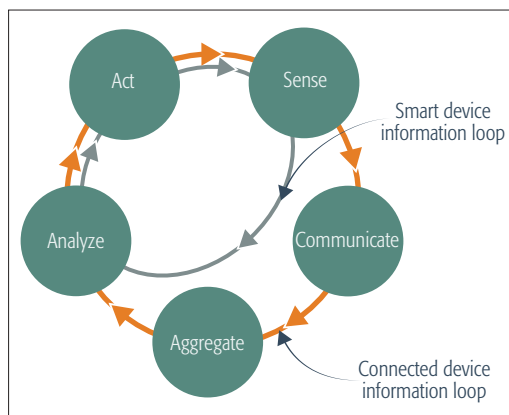 Act
Sense
Smart device
information loop
Analyze
Communicate
Aggregate
Connected device
information loop